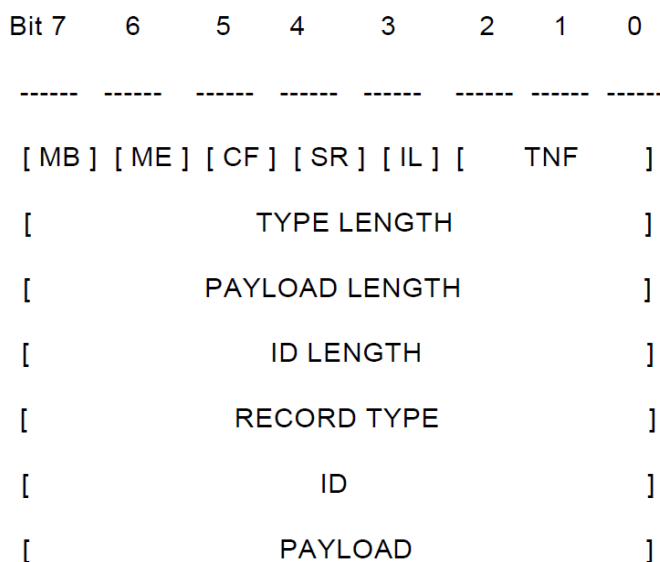 Bit 7 6 5 4 3 2 1 0
------ ------ ------ ------ ------ ------ ------ ------
[ MB ] [ ME ] [ CF ] [ SR ] [ IL ] [ TNF ]
[ TYPE LENGTH ]
[ PAYLOAD LENGTH ]
[ ID LENGTH ]
[ RECORD TYPE ]
[ ID ]
[ PAYLOAD ]